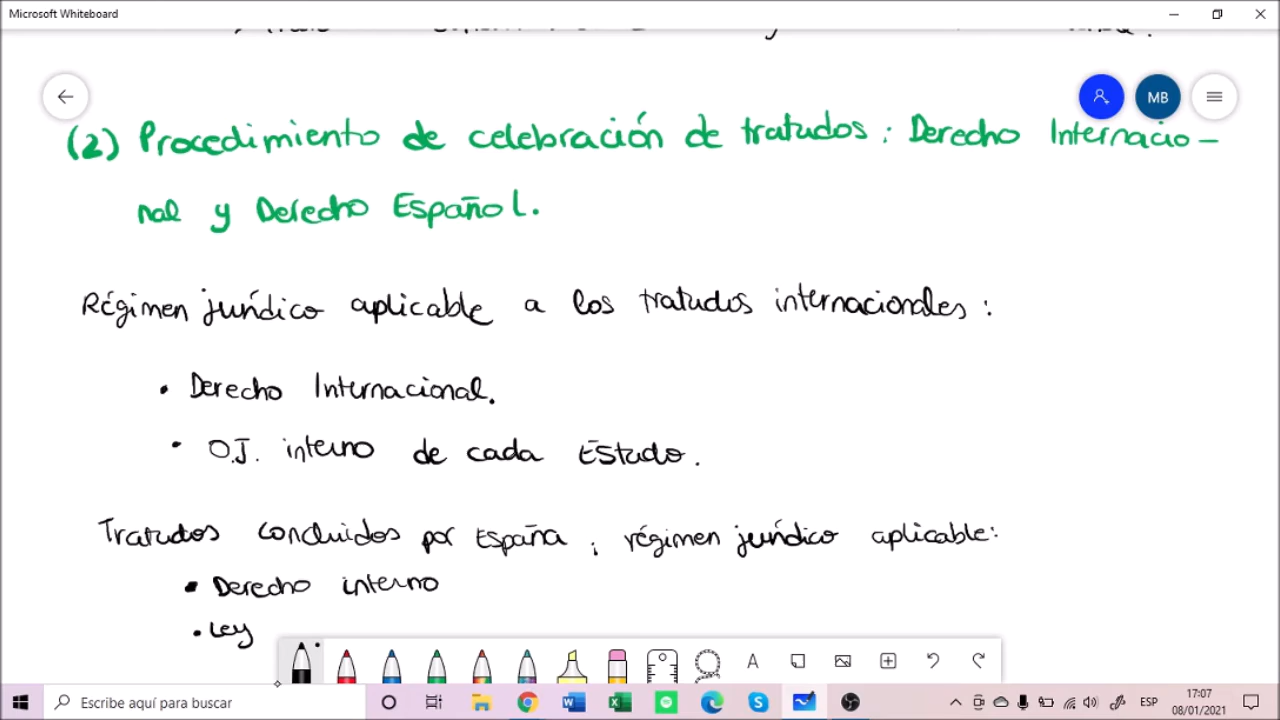 Microsoft Whiteboard
MB
(2) Procedimiento de celebración de tratados: Derecho Internacio-
nal y Derecho Español.
Régimen jurídico aplicable a los tratados internacionales:
• Derecho Internacional.
• O.J. interno de cada Estado.
Tratados concluidos por España; régimen jurídico aplicable:
• Derecho interno
• Ley
A
Escribe aquí para buscar
ESP
17:07
08/01/2021